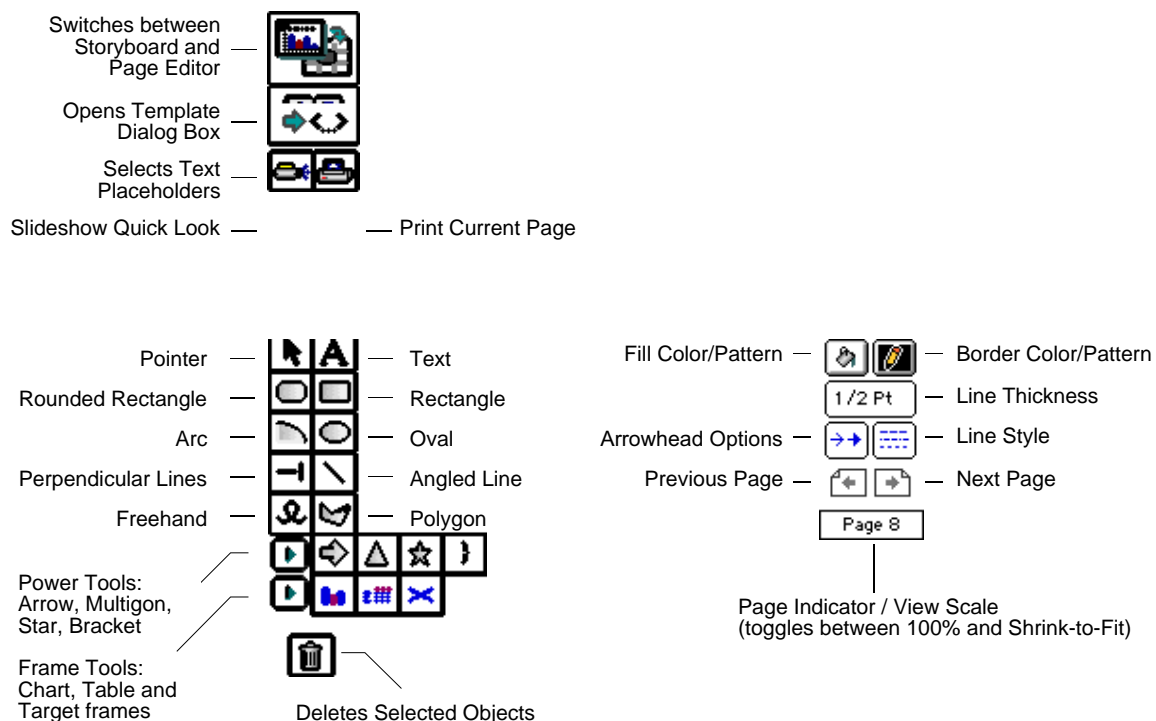 Switches between
Storyboard and
Page Editor
Opens Template
Dialog Box
Selects Text
Placeholders
Slideshow Quick Look
Print Current Page
Pointer
A
Text
Rounded Rectangle
Rectangle
Arc
Oval
Perpendicular Lines
Angled Line
Freehand
Polygon
Power Tools:
Arrow, Multigon,
Star, Bracket
Frame Tools:
Chart, Table and
Target frames
Deletes Selected Objects
Fill Color/Pattern
Border Color/Pattern
1/2 Pt
Line Thickness
Arrowhead Options
Line Style
Previous Page
Next Page
Page 8
Page Indicator / View Scale
(toggles between 100% and Shrink-to-Fit)